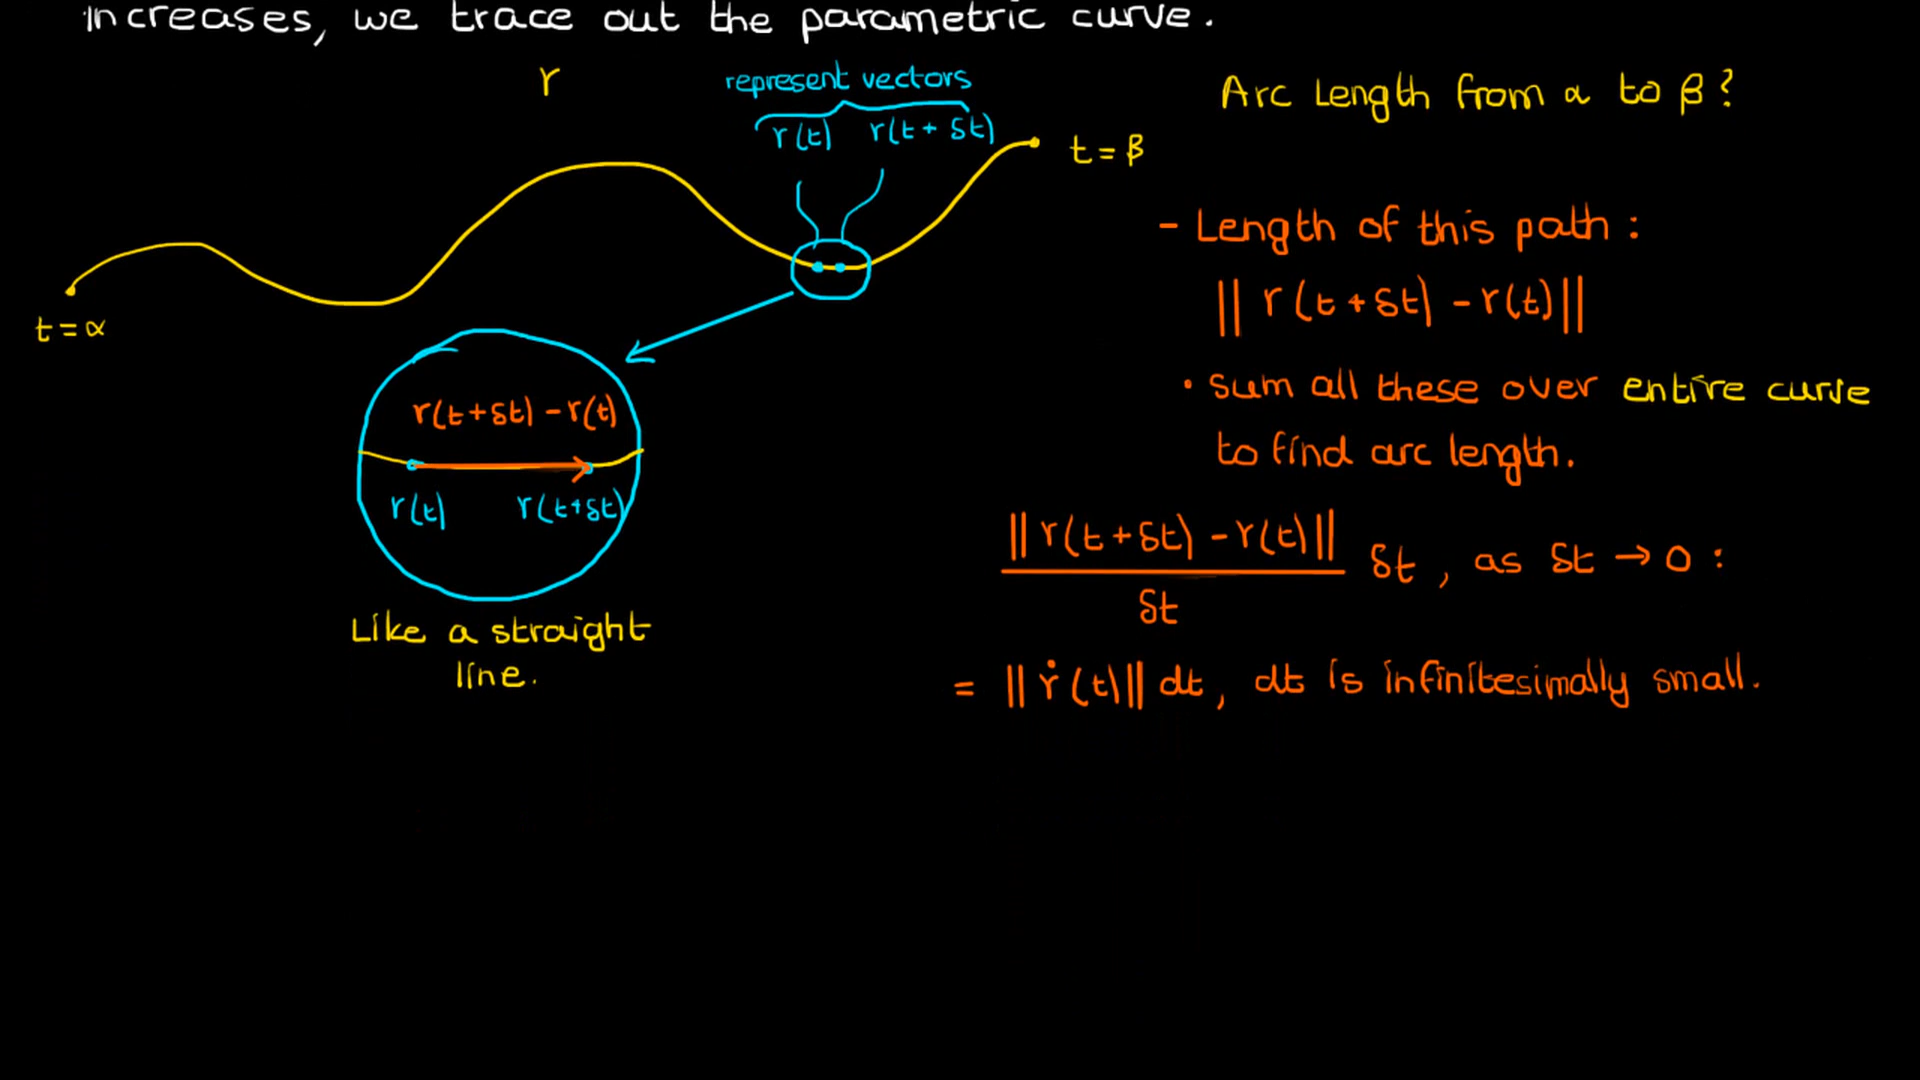 increases, we trace out the parametric curve.
r
represent vectors
r(t) r(t + δt)
t = β
t = α
r(t+δt) - r(t)
r(t) r(t+δt)
Like a straight
line.
Arc Length from α to β?
- Length of this path:
|| r(t+δt) - r(t) ||
• sum all these over entire curve
to find arc length.
|| r(t+δt) - r(t) ||
δt , as δt → 0 :
δt
= || ṙ(t) || dt, dt is infinitesimally small.